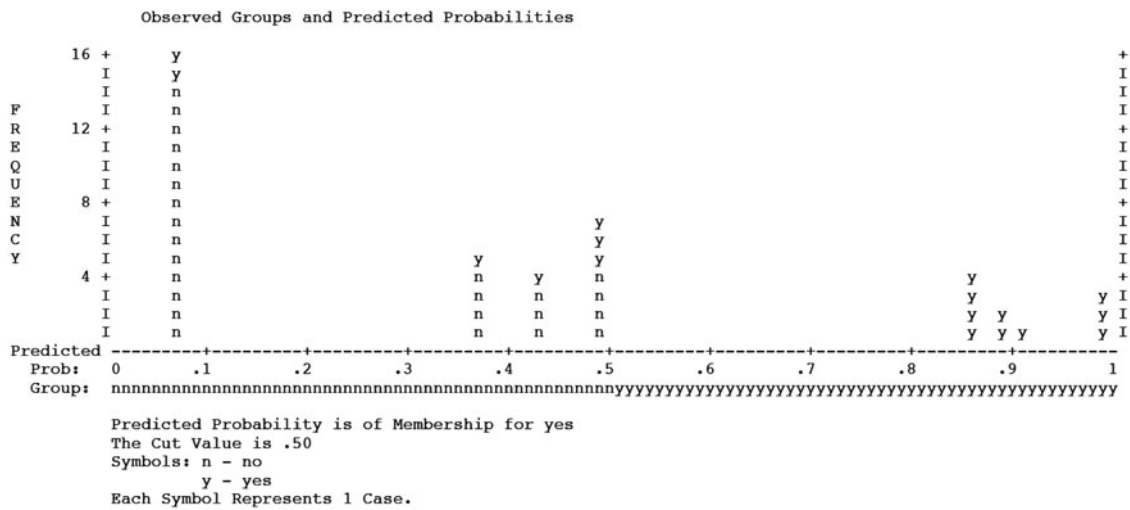 Observed Groups and Predicted Probabilities
16 + y +
I y I
I n I
F I n I
R 12 + n +
E I n I
Q I n I
U I n I
E 8 + n +
N I n y I
C I n y I
Y I n y y I
4 + n n y n y +
I n n n n y y I
I n n n n y y y I
I n n n n y y y y I
Predicted ---------+---------+---------+---------+---------+---------+---------+---------+---------+----------
Prob: 0 .1 .2 .3 .4 .5 .6 .7 .8 .9 1
Group: nnnnnnnnnnnnnnnnnnnnnnnnnnnnnnnnnnnnnnnnnnnnnnnnnnyyyyyyyyyyyyyyyyyyyyyyyyyyyyyyyyyyyyyyyyyyyyyyyyyy
Predicted Probability is of Membership for yes
The Cut Value is .50
Symbols: n - no
y - yes
Each Symbol Represents 1 Case.